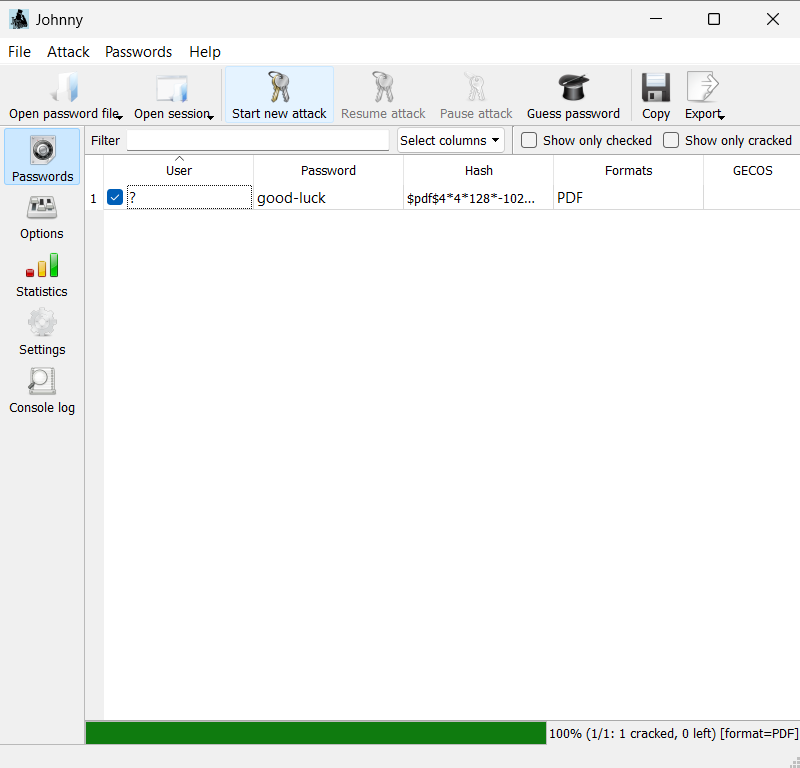 Johnny
File Attack Passwords Help
Open password file Open session Start new attack Resume attack Pause attack Guess password Copy Export
Filter Select columns Show only checked Show only cracked
Passwords
Options
Statistics
Settings
Console log
User Password Hash Formats GECOS
1 ? good-luck $pdf$4*4*128*-102... PDF
100% (1/1: 1 cracked, 0 left) [format=PDF]